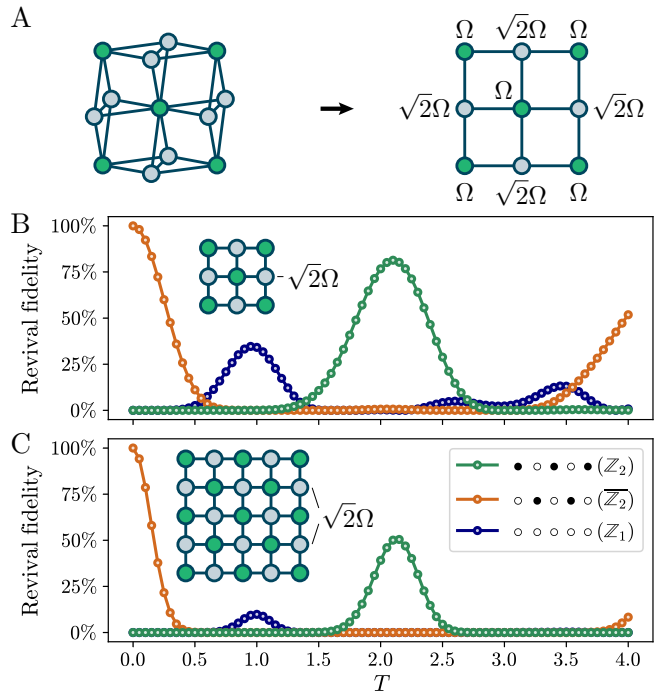 A
Ω √2Ω Ω
Ω
√2Ω √2Ω
Ω √2Ω Ω
B
Revival fidelity
100%
75%
50%
25%
0%
√2Ω
C
Revival fidelity
100%
75%
50%
25%
0%
√2Ω
(ℤ₂)
(\overline{ℤ₂})
(ℤ₁)
0.0 0.5 1.0 1.5 2.0 2.5 3.0 3.5 4.0
T